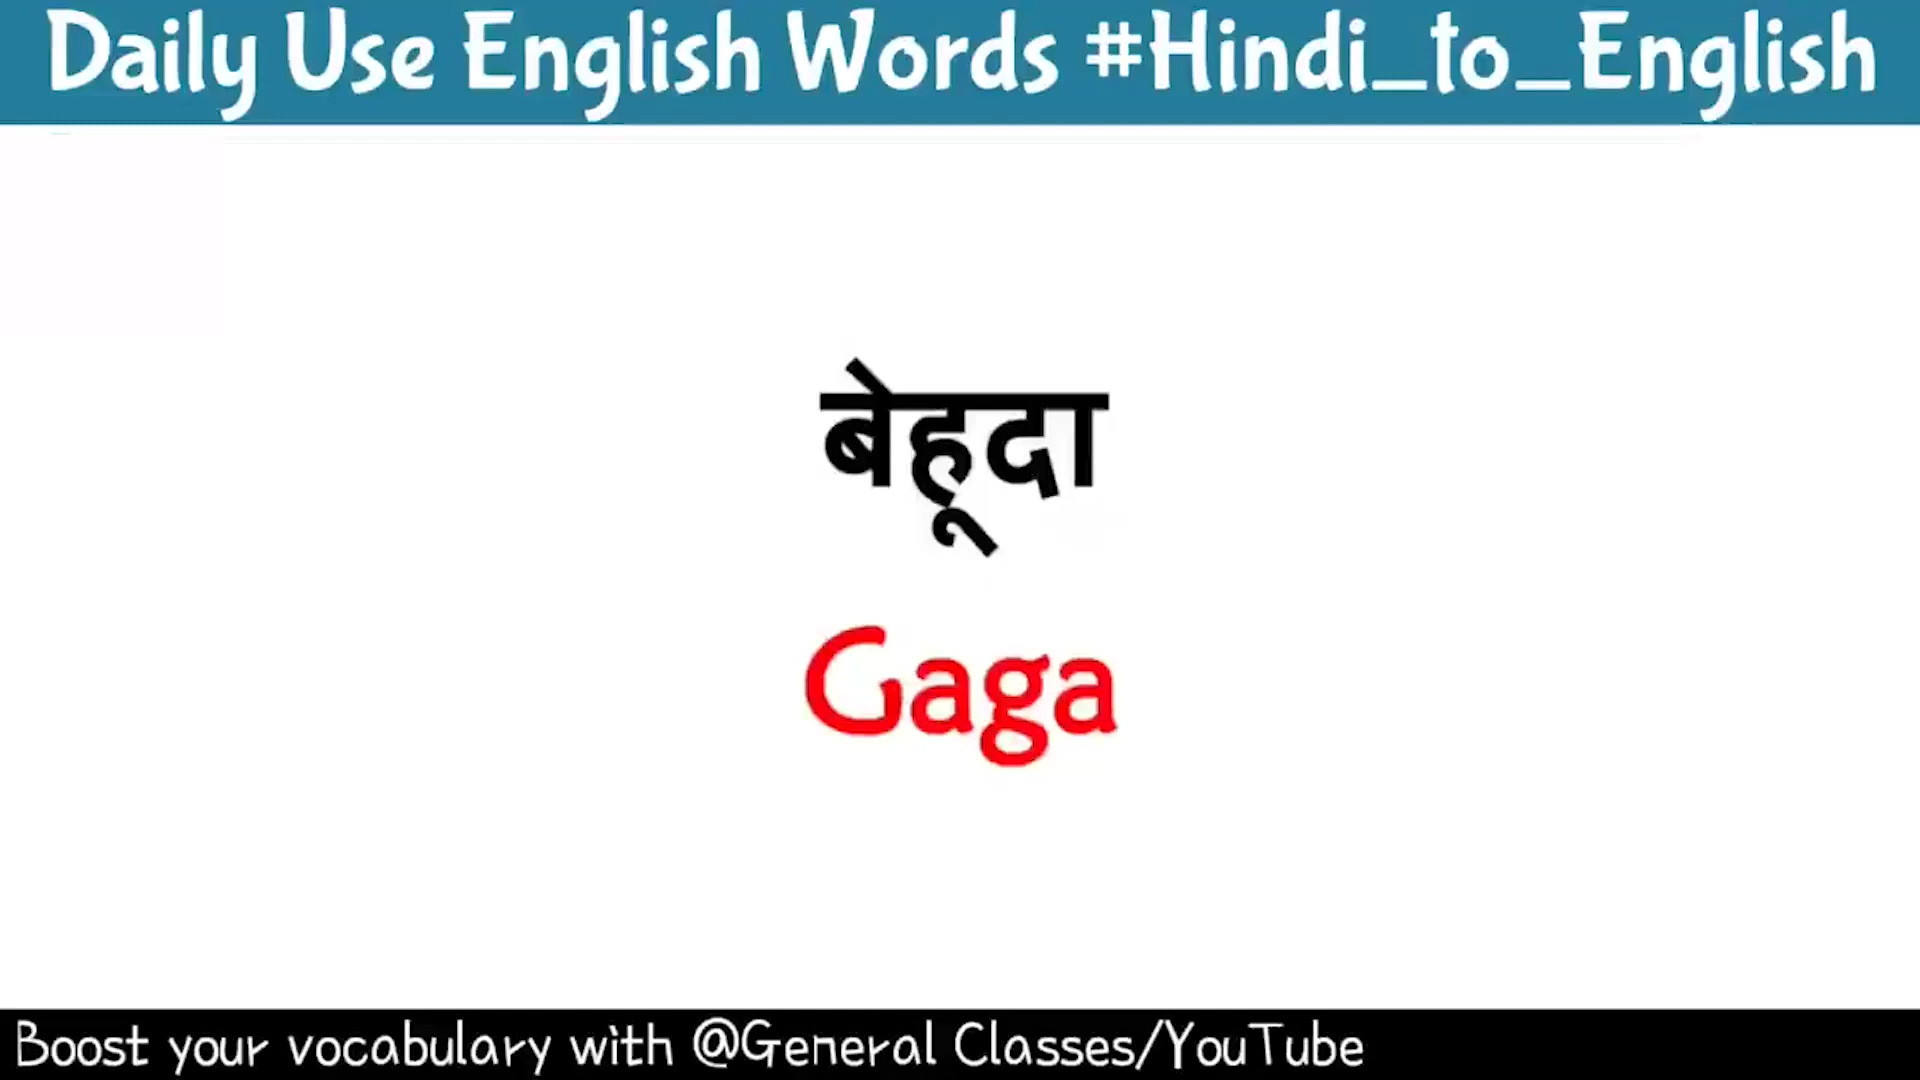 Daily Use English Words #Hindi_to_English
बेहूदा
Gaga
Boost your vocabulary with @General Classes/YouTube